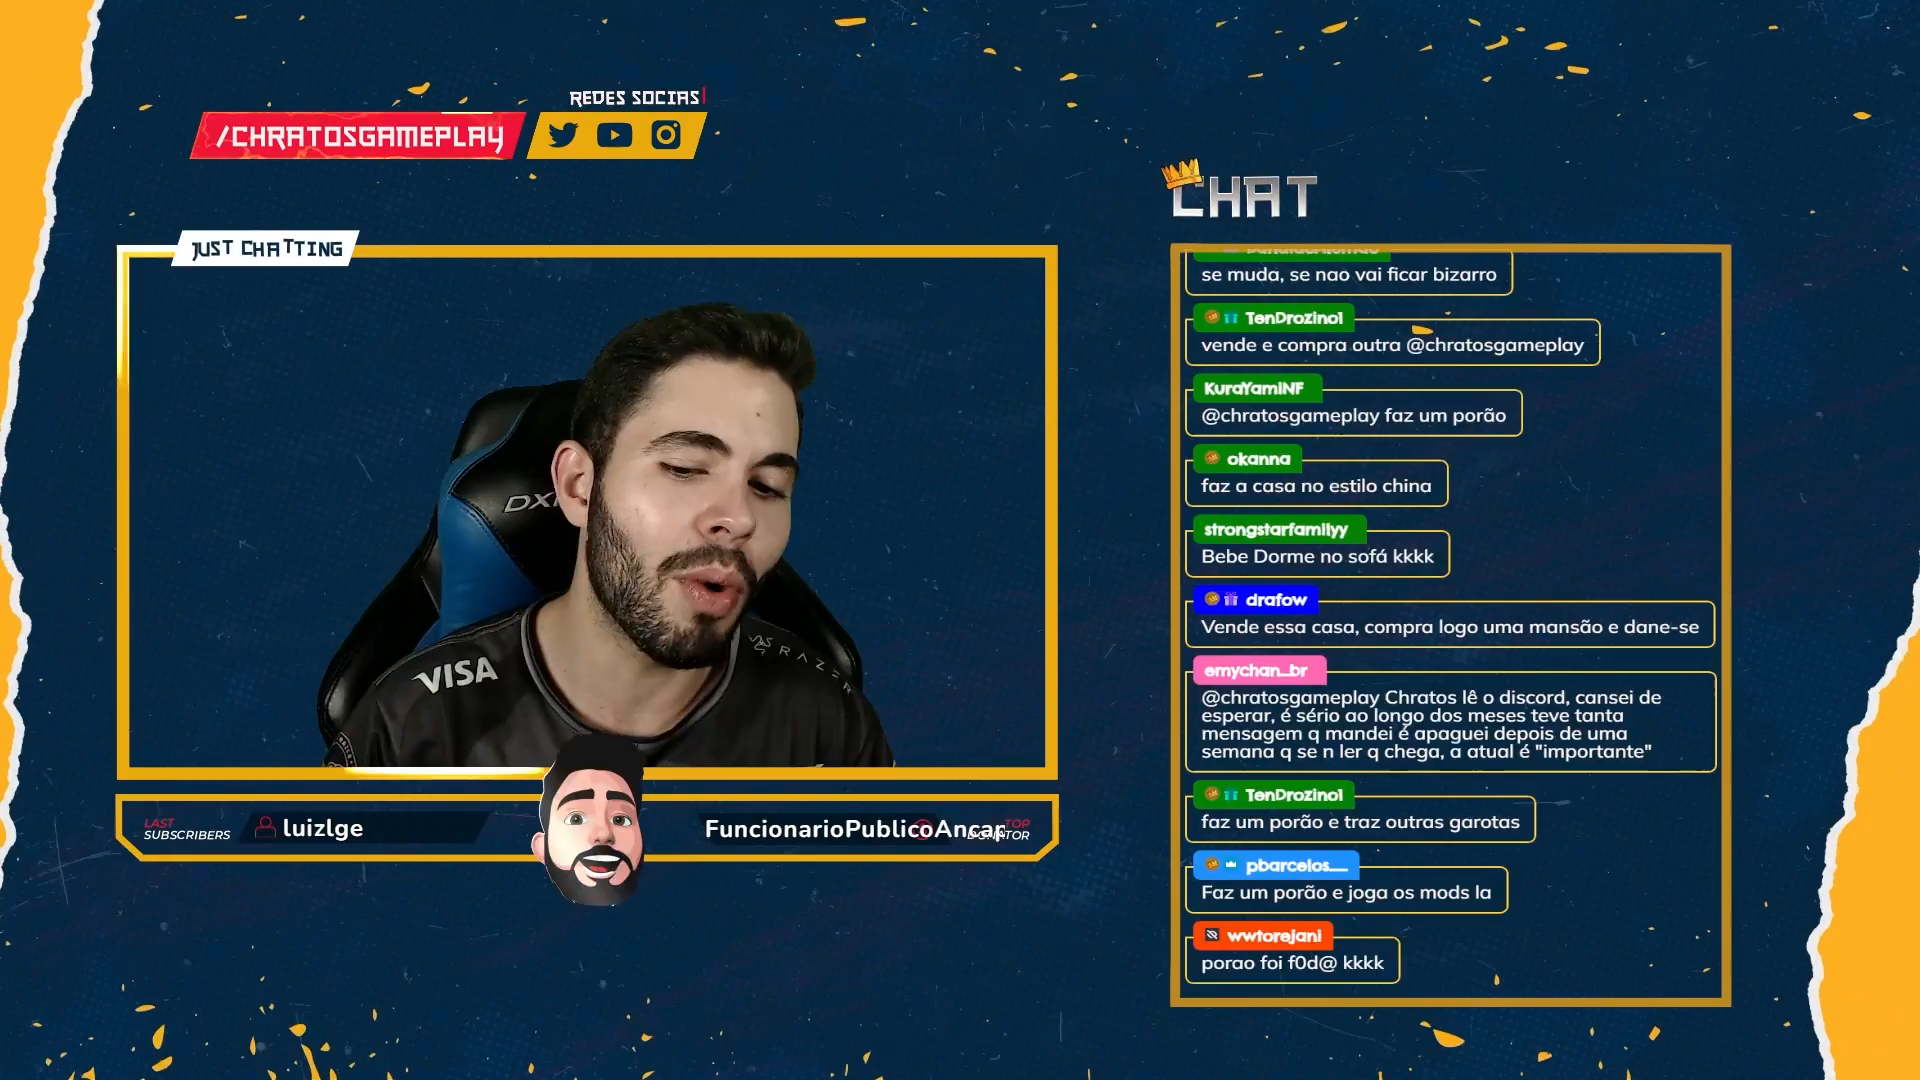 REDES SOCIAS
/CHRATOSGAMEPLAY
JUST CHATTING
VISA
RAZER
LAST
SUBSCRIBERS
luizlge
FuncionarioPublicoAncar
TOP
DONATOR
CHAT
se muda, se nao vai ficar bizarro
TenDrozino1
vende e compra outra @chratosgameplay
KuraYamiNF
@chratosgameplay faz um porão
okanna
faz a casa no estilo china
strongstarfamilyy
Bebe Dorme no sofá kkkk
drafow
Vende essa casa, compra logo uma mansão e dane-se
emychan_br
@chratosgameplay Chratos lê o discord, cansei de
esperar, é sério ao longo dos meses teve tanta
mensagem q mandei é apaguei depois de uma
semana q se n ler q chega, a atual é "importante"
TenDrozino1
faz um porão e traz outras garotas
pbarcelos__
Faz um porão e joga os mods la
wwtorejani
porao foi f0d@ kkkk